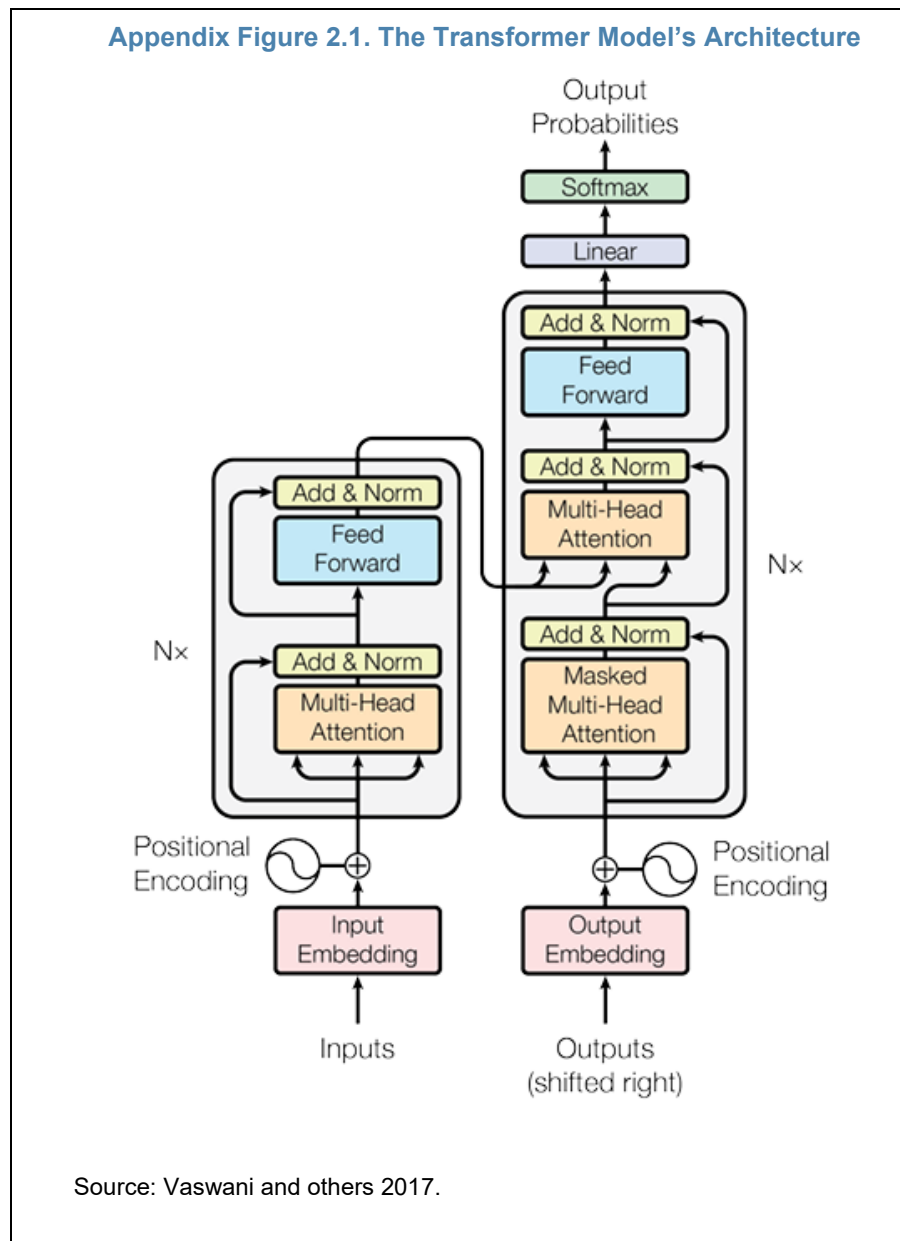 Appendix Figure 2.1. The Transformer Model's Architecture
Output
Probabilities
Softmax
Linear
Add & Norm
Feed
Forward
Add & Norm
Multi-Head
Attention
Nx
Add & Norm
Masked
Multi-Head
Attention
Add & Norm
Feed
Forward
Nx
Add & Norm
Multi-Head
Attention
Positional
Encoding
Positional
Encoding
Input
Embedding
Output
Embedding
Inputs
Outputs
(shifted right)
Source: Vaswani and others 2017.